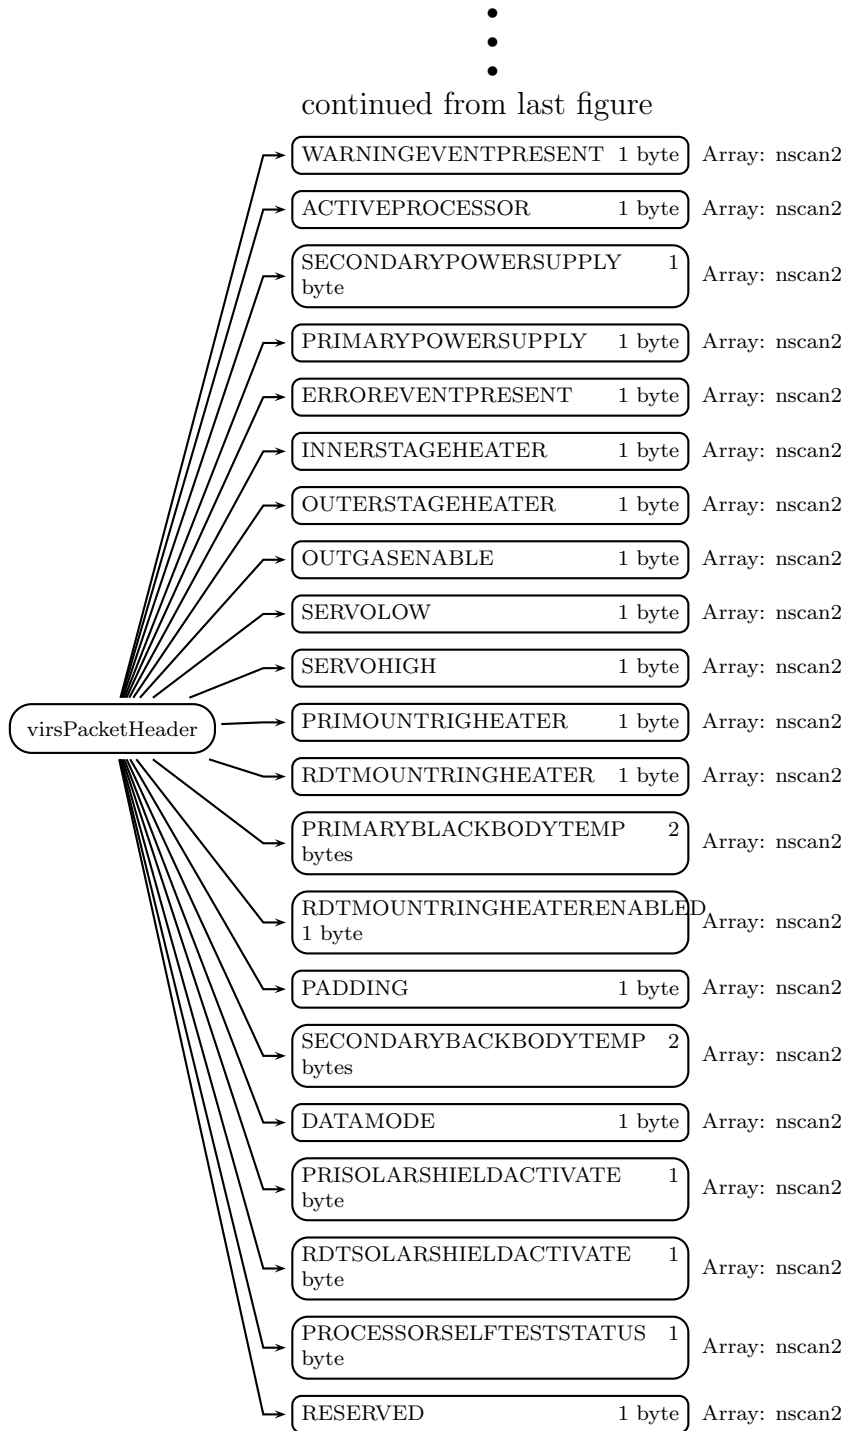 continued from last figure
WARNINGEVENTPRESENT 1 byte Array: nscan2
ACTIVEPROCESSOR 1 byte Array: nscan2
SECONDARYPOWERSUPPLY 1
byte
Array: nscan2
PRIMARYPOWERSUPPLY 1 byte Array: nscan2
ERROREVENTPRESENT 1 byte Array: nscan2
INNERSTAGEHEATER 1 byte Array: nscan2
OUTERSTAGEHEATER 1 byte Array: nscan2
OUTGASENABLE 1 byte Array: nscan2
SERVOLOW 1 byte Array: nscan2
SERVOHIGH 1 byte Array: nscan2
virsPacketHeader
PRIMOUNTRIGHEATER 1 byte Array: nscan2
RDTMOUNTRINGHEATER 1 byte Array: nscan2
PRIMARYBLACKBODYTEMP 2
bytes
Array: nscan2
RDTMOUNTRINGHEATERENABLED
1 byte
Array: nscan2
PADDING 1 byte Array: nscan2
SECONDARYBACKBODYTEMP 2
bytes
Array: nscan2
DATAMODE 1 byte Array: nscan2
PRISOLARSHIELDACTIVATE 1
byte
Array: nscan2
RDTSOLARSHIELDACTIVATE 1
byte
Array: nscan2
PROCESSORSELFTESTSTATUS 1
byte
Array: nscan2
RESERVED 1 byte Array: nscan2